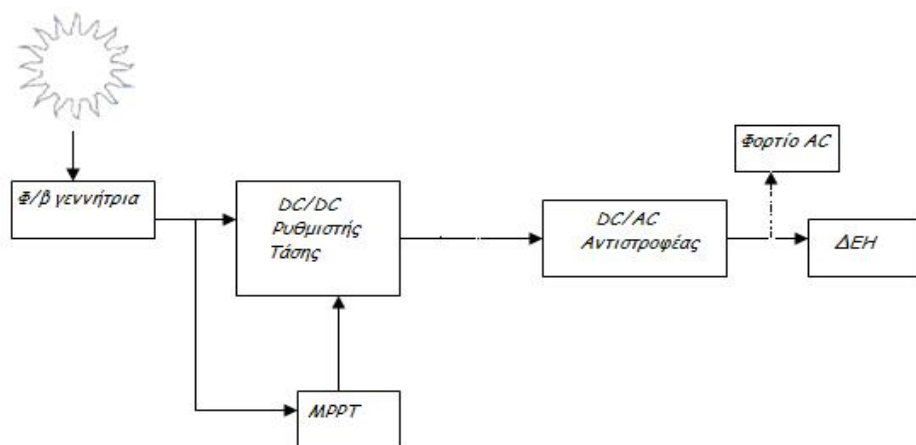 Φορτίο AC
Φ/β γεννήτρια
DC/DC
Ρυθμιστής
Τάσης
DC/AC
Αντιστροφέας
ΔΕΗ
MPPT